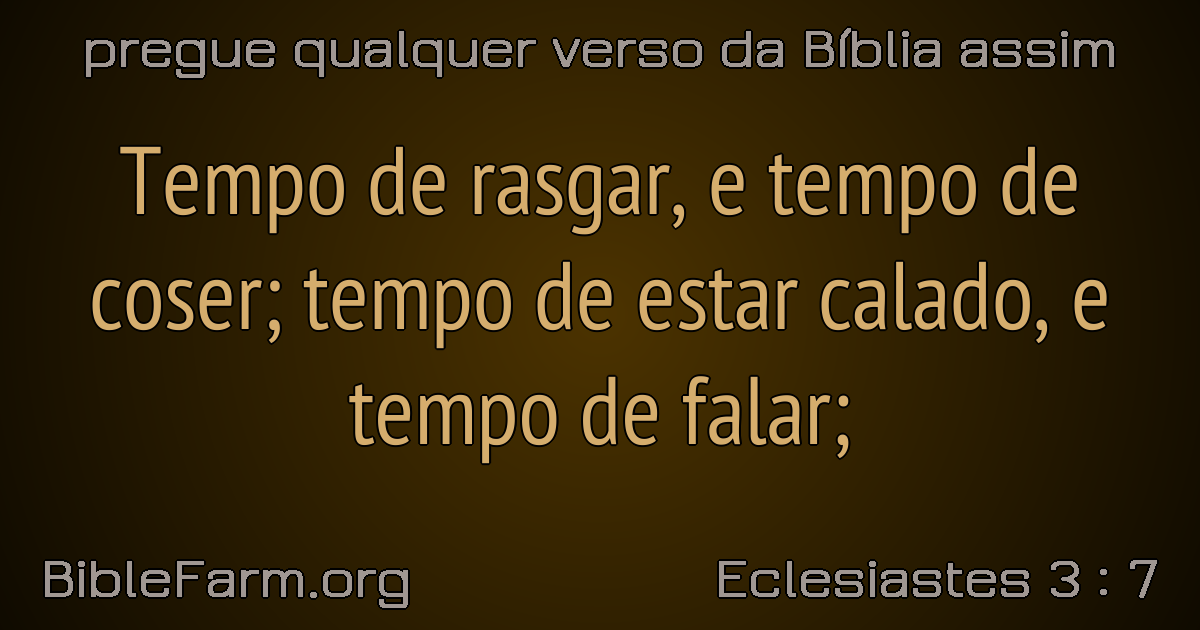 pregue qualquer verso da Bíblia assim
Tempo de rasgar, e tempo de
coser; tempo de estar calado, e
tempo de falar;
BibleFarm.org
Eclesiastes 3 : 7